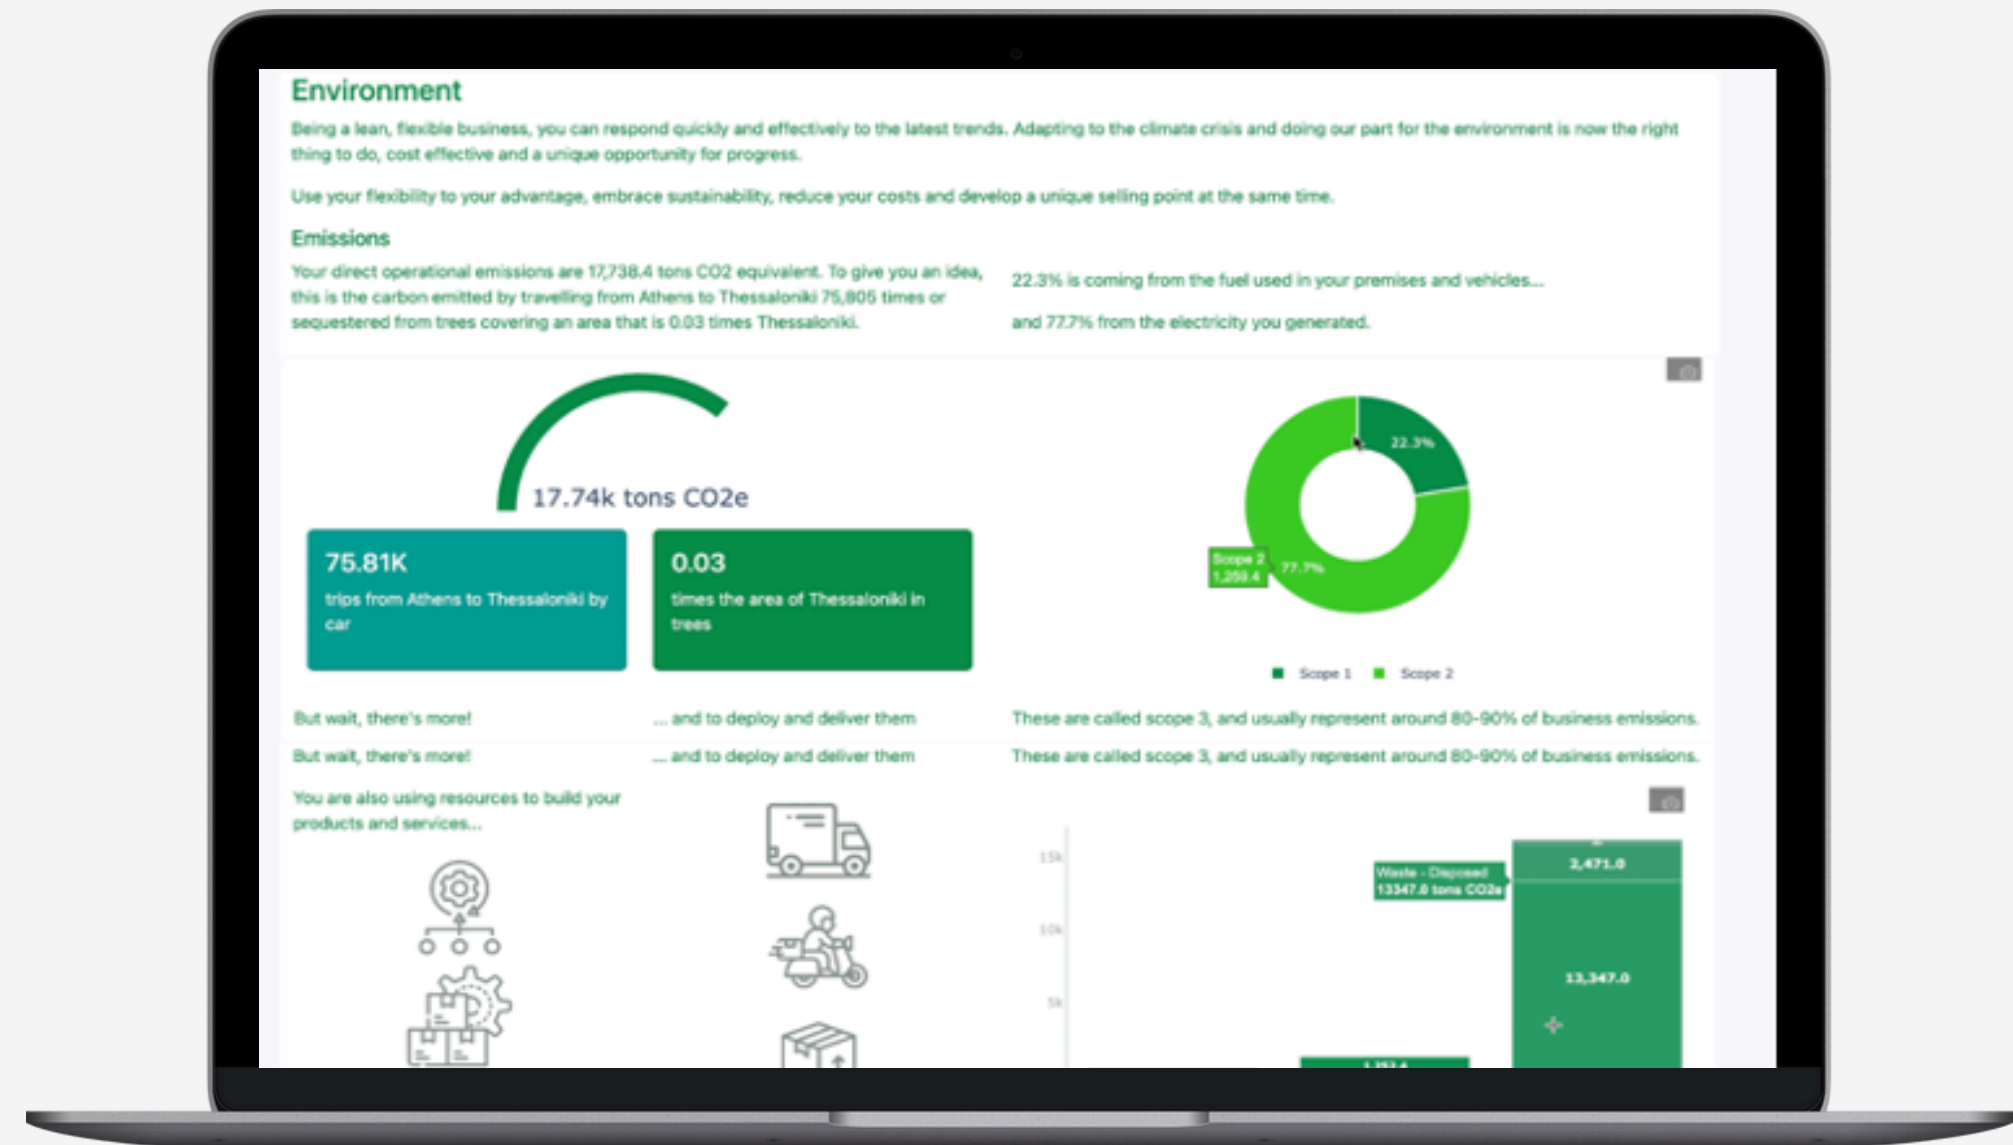 Environment
Being a lean, flexible business, you can respond quickly and effectively to the latest trends. Adapting to the climate crisis and doing our part for the environment is now the right
thing to do, cost effective and a unique opportunity for progress.
Use your flexibility to your advantage, embrace sustainability, reduce your costs and develop a unique selling point at the same time.
Emissions
Your direct operational emissions are 17,738.4 tons CO2 equivalent. To give you an idea,
this is the carbon emitted by travelling from Athens to Thessaloniki 75,805 times or
sequestered from trees covering an area that is 0.03 times Thessaloniki.
22.3% is coming from the fuel used in your premises and vehicles...
and 77.7% from the electricity you generated.
17.74k tons CO2e
75.81K
trips from Athens to Thessaloniki by
car
0.03
times the area of Thessaloniki in
trees
22.3%
Scope 2
77.7%
Scope 1
Scope 2
But wait, there's more!
... and to deploy and deliver them
These are called scope 3, and usually represent around 80-90% of business emissions.
But wait, there's more!
... and to deploy and deliver them
These are called scope 3, and usually represent around 80-90% of business emissions.
You are also using resources to build your
products and services...
15k
10k
5k
Waste - Disposed
13347.0 tons CO2e
2,471.0
13,347.0